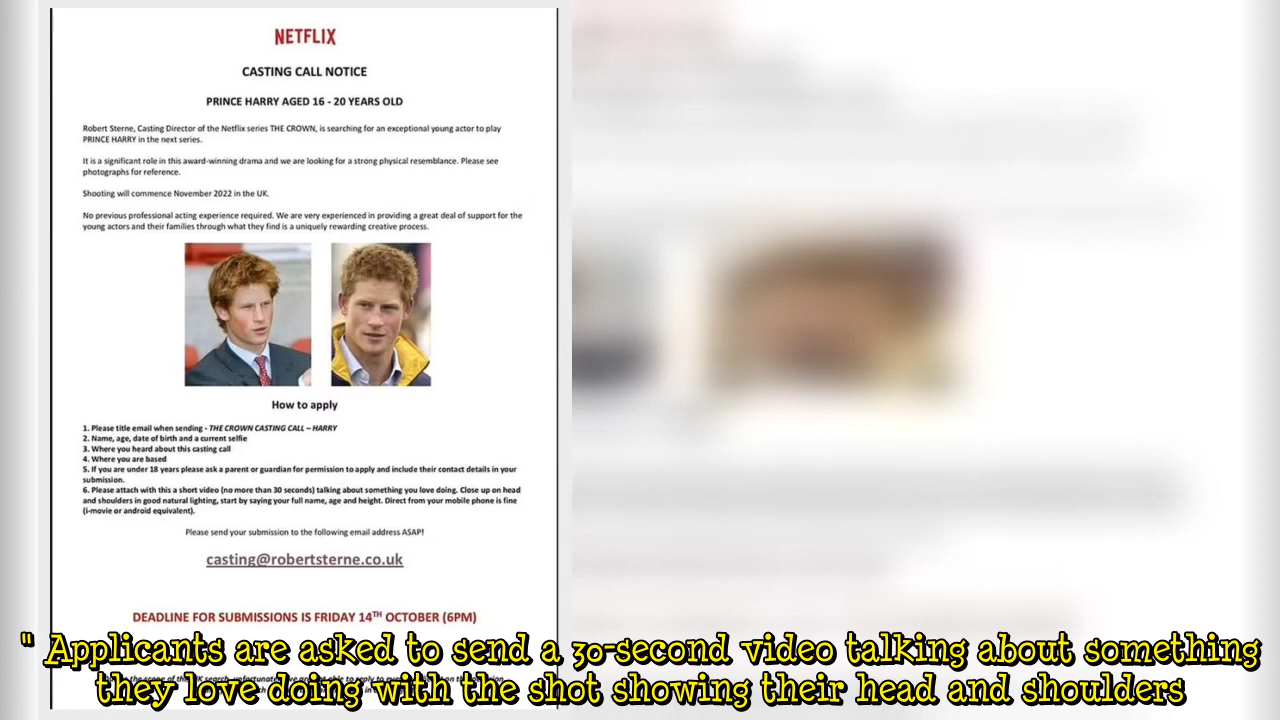 NETFLIX
CASTING CALL NOTICE
PRINCE HARRY AGED 16 - 20 YEARS OLD
Robert Sterne, Casting Director of the Netflix series THE CROWN, is searching for an exceptional young actor to play
PRINCE HARRY in the next series.
It is a significant role in this award-winning drama and we are looking for a strong physical resemblance. Please see
photographs for reference.
Shooting will commence November 2022 in the UK.
No previous professional acting experience required. We are very experienced in providing a great deal of support for the
young actors and their families through what they find is a uniquely rewarding creative process.
How to apply
1. Please title email when sending - THE CROWN CASTING CALL – HARRY
2. Name, age, date of birth and a current selfie
3. Where you heard about this casting call
4. Where you are based
5. If you are under 18 years please ask a parent or guardian for permission to apply and include their contact details in your
submission.
6. Please attach with this a short video (no more than 30 seconds) talking about something you love doing. Close up on head
and shoulders in good natural lighting, start by saying your full name, age and height. Direct from your mobile phone is fine
(i-movie or android equivalent).
Please send your submission to the following email address ASAP!
casting@robertsterne.co.uk
DEADLINE FOR SUBMISSIONS IS FRIDAY 14TH OCTOBER (6PM)
" Applicants are asked to send a 30-second video talking about something
they love doing with the shot showing their head and shoulders